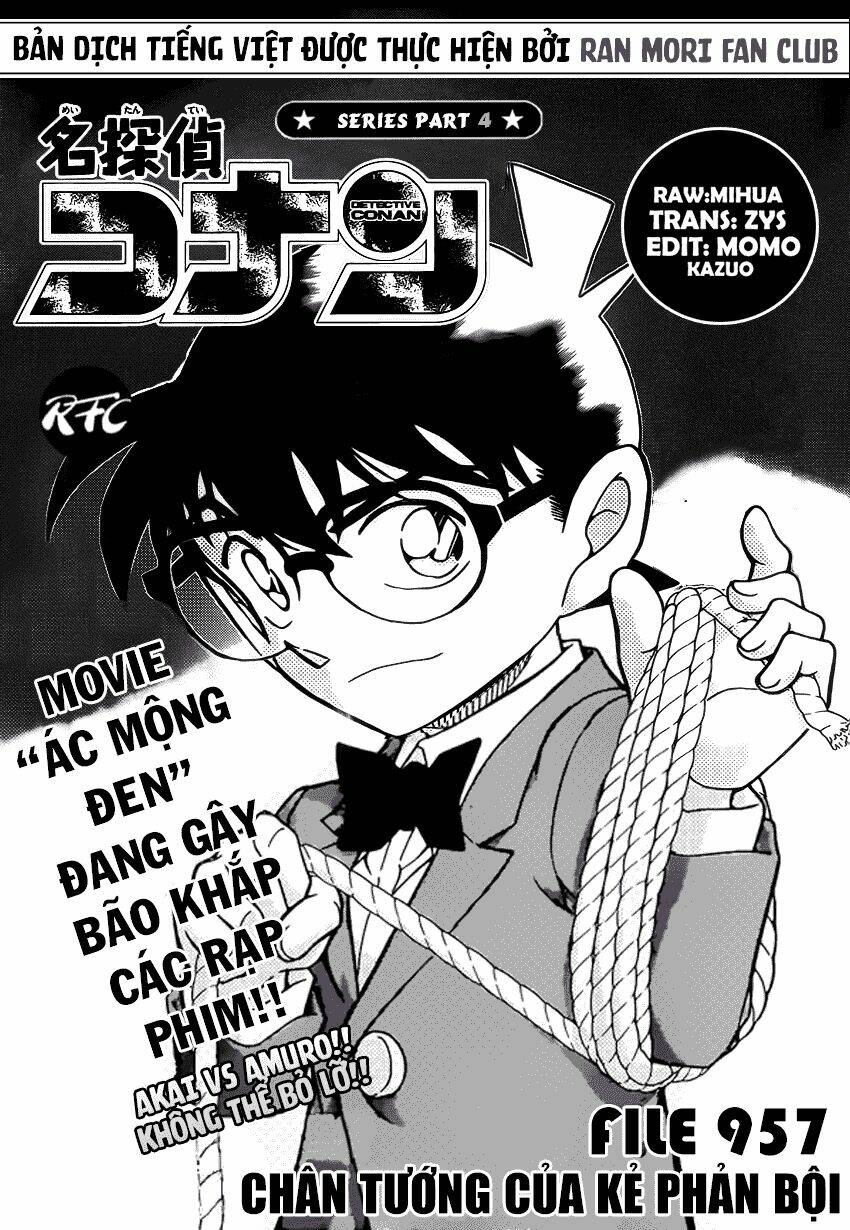 BẢN DỊCH TIẾNG VIỆT ĐƯỢC THỰC HIỆN BỞI RAN MORI FAN CLUB
★ SERIES PART 4 ★
めい たん てい
名探偵
コナン
DETECTIVE
CONAN
RAW:MIHUA
TRANS: ZYS
EDIT: MOMO
KAZUO
RFC
MOVIE
“ÁC MỘNG
ĐEN”
ĐANG GÂY
BÃO KHẮP
CÁC RẠP
PHIM!!
AKAI VS AMURO!!
KHÔNG THỂ BỎ LỠ!!
FILE 957
CHÂN TƯỚNG CỦA KẺ PHẢN BỘI